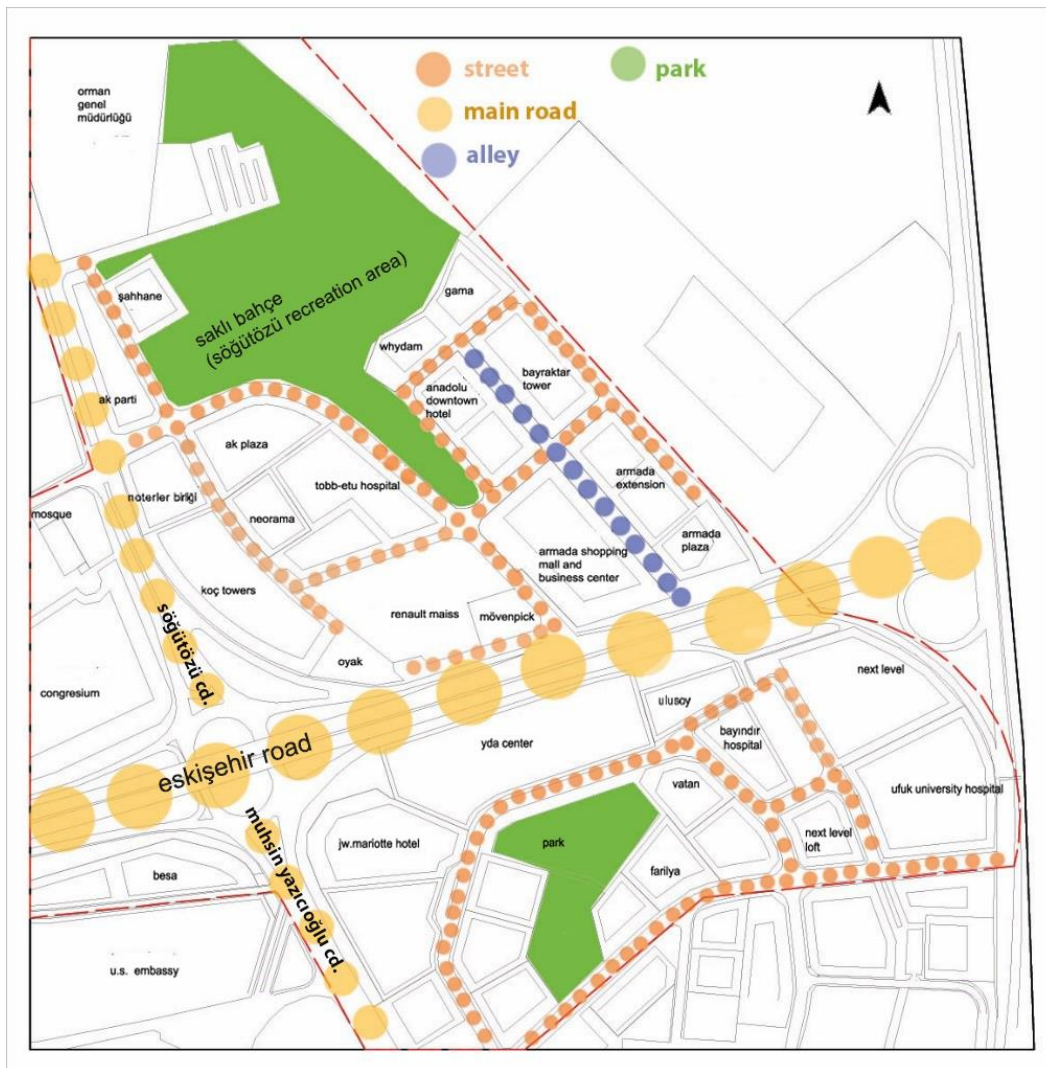 street
park
main road
alley
orman
genel
müdürlüğü
şahhane
saklı bahçe
(söğütözü recreation area)
gama
whydam
anadolu
downtown
hotel
bayraktar
tower
ak parti
ak plaza
tobb-etu hospital
armada
extension
noterler birliği
neorama
mosque
armada
plaza
armada shopping
mall and
business center
koç towers
renault maiss
mövenpick
söğütözü cd.
oyak
congresium
next level
ulusoy
bayındır
hospital
yda center
eskişehir road
vatan
ufuk university hospital
muhsin yazıcıoğlu cd.
jw.mariotte hotel
park
next level
loft
farilya
besa
u.s. embassy